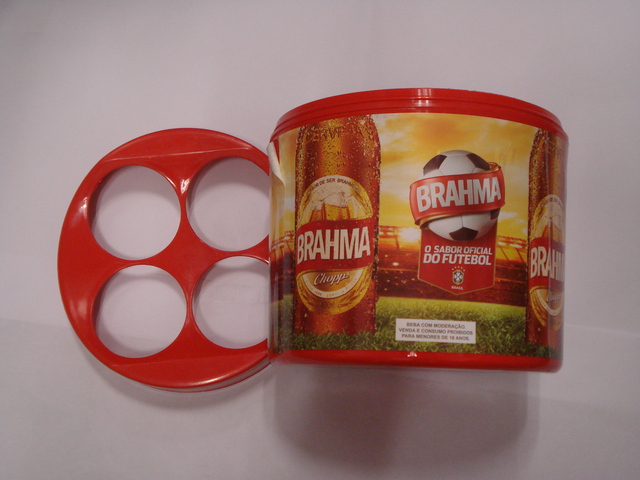 BRAHMA
Chopp
BRAHMA
O SABOR OFICIAL
DO FUTEBOL
BRASIL
BEBA COM MODERAÇÃO
VENDA E CONSUMO PROIBIDOS
PARA MENORES DE 18 ANOS.
BRAHMA